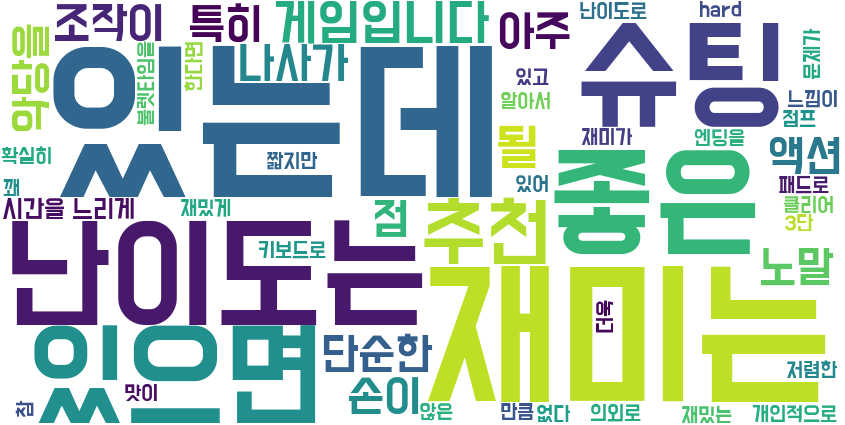 조작이
특히
게임입니다
아주
난이도로
hard
악당을
불렛타임을
한다면
나사가
있는데
있고
알아서
슈팅
문제가
느낌이
점프
확실히
짧지만
될
재미가
엔딩을
액션
꽤
있어
좋은
패드로
시간을 느리게
재밌게
점
추천
클리어
3단
난이도는
키보드로
노말
재미는
더욱
있으면
단순한
저렴한
참
맛이
손이
않은
만큼
없다
의외로
재밌는
개인적으로